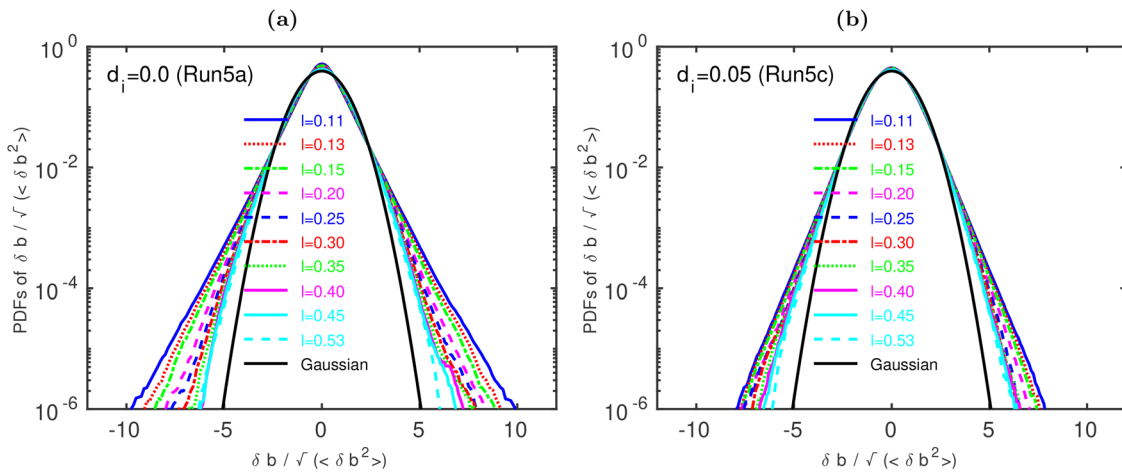 (a)
(b)
10^0
10^-2
10^-4
10^-6
d_i=0.0 (Run5a)
l=0.11
l=0.13
l=0.15
l=0.20
l=0.25
l=0.30
l=0.35
l=0.40
l=0.45
l=0.53
Gaussian
-10 -5 0 5 10
δ b / √ (< δ b^2>)
PDFs of δ b / √ (< δ b^2>)
10^0
10^-2
10^-4
10^-6
d_i=0.05 (Run5c)
l=0.11
l=0.13
l=0.15
l=0.20
l=0.25
l=0.30
l=0.35
l=0.40
l=0.45
l=0.53
Gaussian
-10 -5 0 5 10
δ b / √ (< δ b^2>)
PDFs of δ b / √ (< δ b^2>)